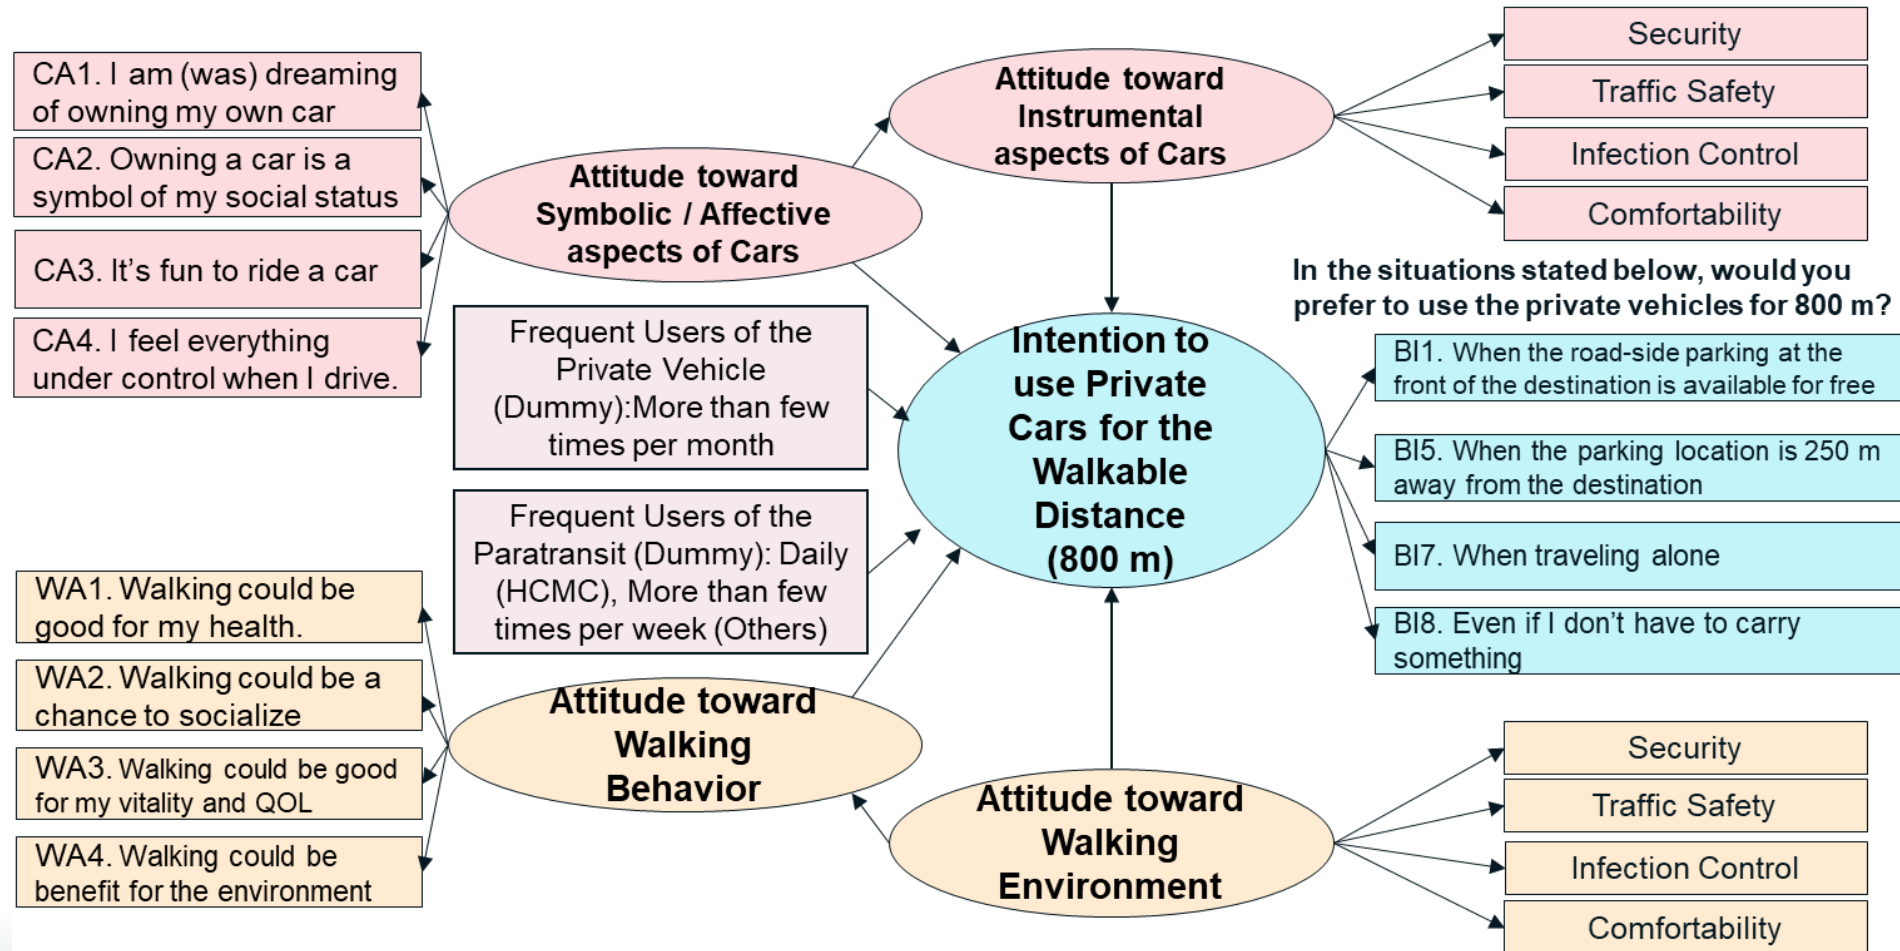 CA1. I am (was) dreaming
of owning my own car
CA2. Owning a car is a
symbol of my social status
CA3. It's fun to ride a car
CA4. I feel everything
under control when I drive.
Attitude toward
Symbolic / Affective
aspects of Cars
Attitude toward
Instrumental
aspects of Cars
Security
Traffic Safety
Infection Control
Comfortability
Frequent Users of the
Private Vehicle
(Dummy):More than few
times per month
Frequent Users of the
Paratransit (Dummy): Daily
(HCMC), More than few
times per week (Others)
Intention to
use Private
Cars for the
Walkable
Distance
(800 m)
In the situations stated below, would you
prefer to use the private vehicles for 800 m?
BI1. When the road-side parking at the
front of the destination is available for free
BI5. When the parking location is 250 m
away from the destination
BI7. When traveling alone
BI8. Even if I don't have to carry
something
WA1. Walking could be
good for my health.
WA2. Walking could be a
chance to socialize
WA3. Walking could be good
for my vitality and QOL
WA4. Walking could be
benefit for the environment
Attitude toward
Walking
Behavior
Attitude toward
Walking
Environment
Security
Traffic Safety
Infection Control
Comfortability